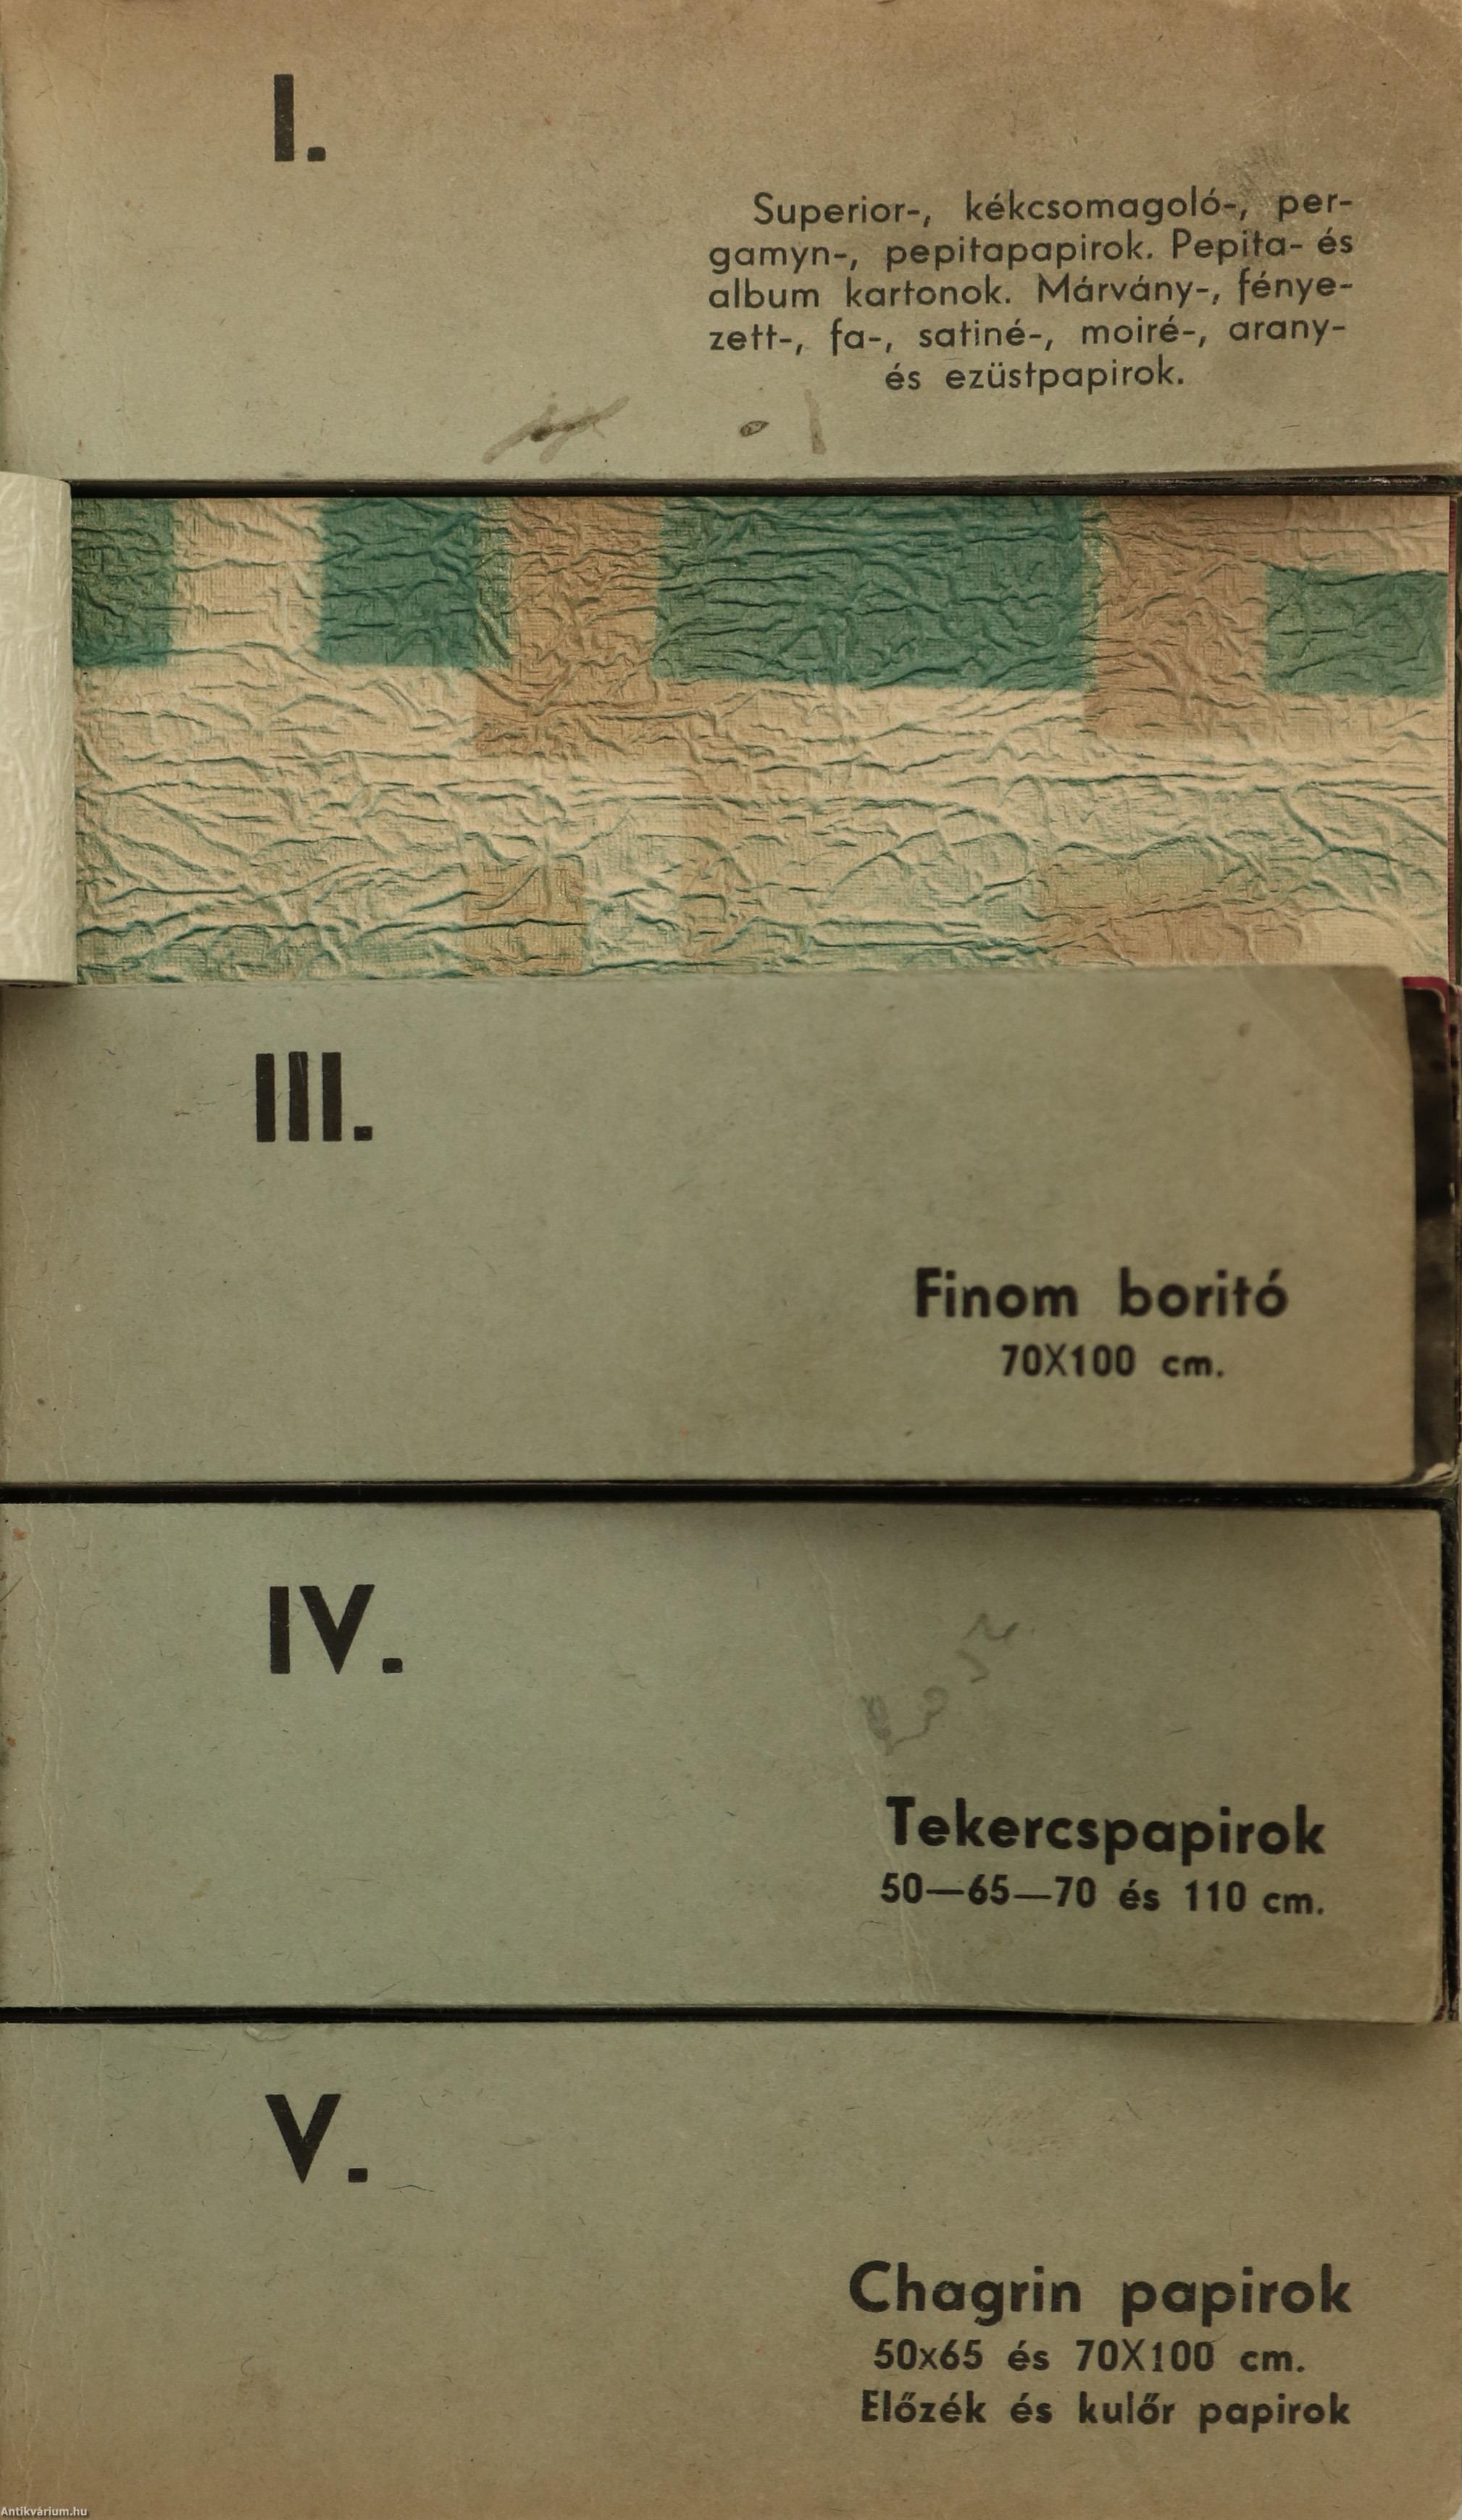 I.
Superior-, kékcsomagoló-, per-
gamyn-, pepitapapirok. Pepita- és
album kartonok. Márvány-, fénye-
zett-, fa-, satiné-, moiré-, arany-
és ezüstpapirok.
III.
Finom boritó
70X100 cm.
IV.
Tekercspapirok
50—65—70 és 110 cm.
V.
Chagrin papirok
50x65 és 70X100 cm.
Előzék és kulőr papirok
Antikvárium.hu